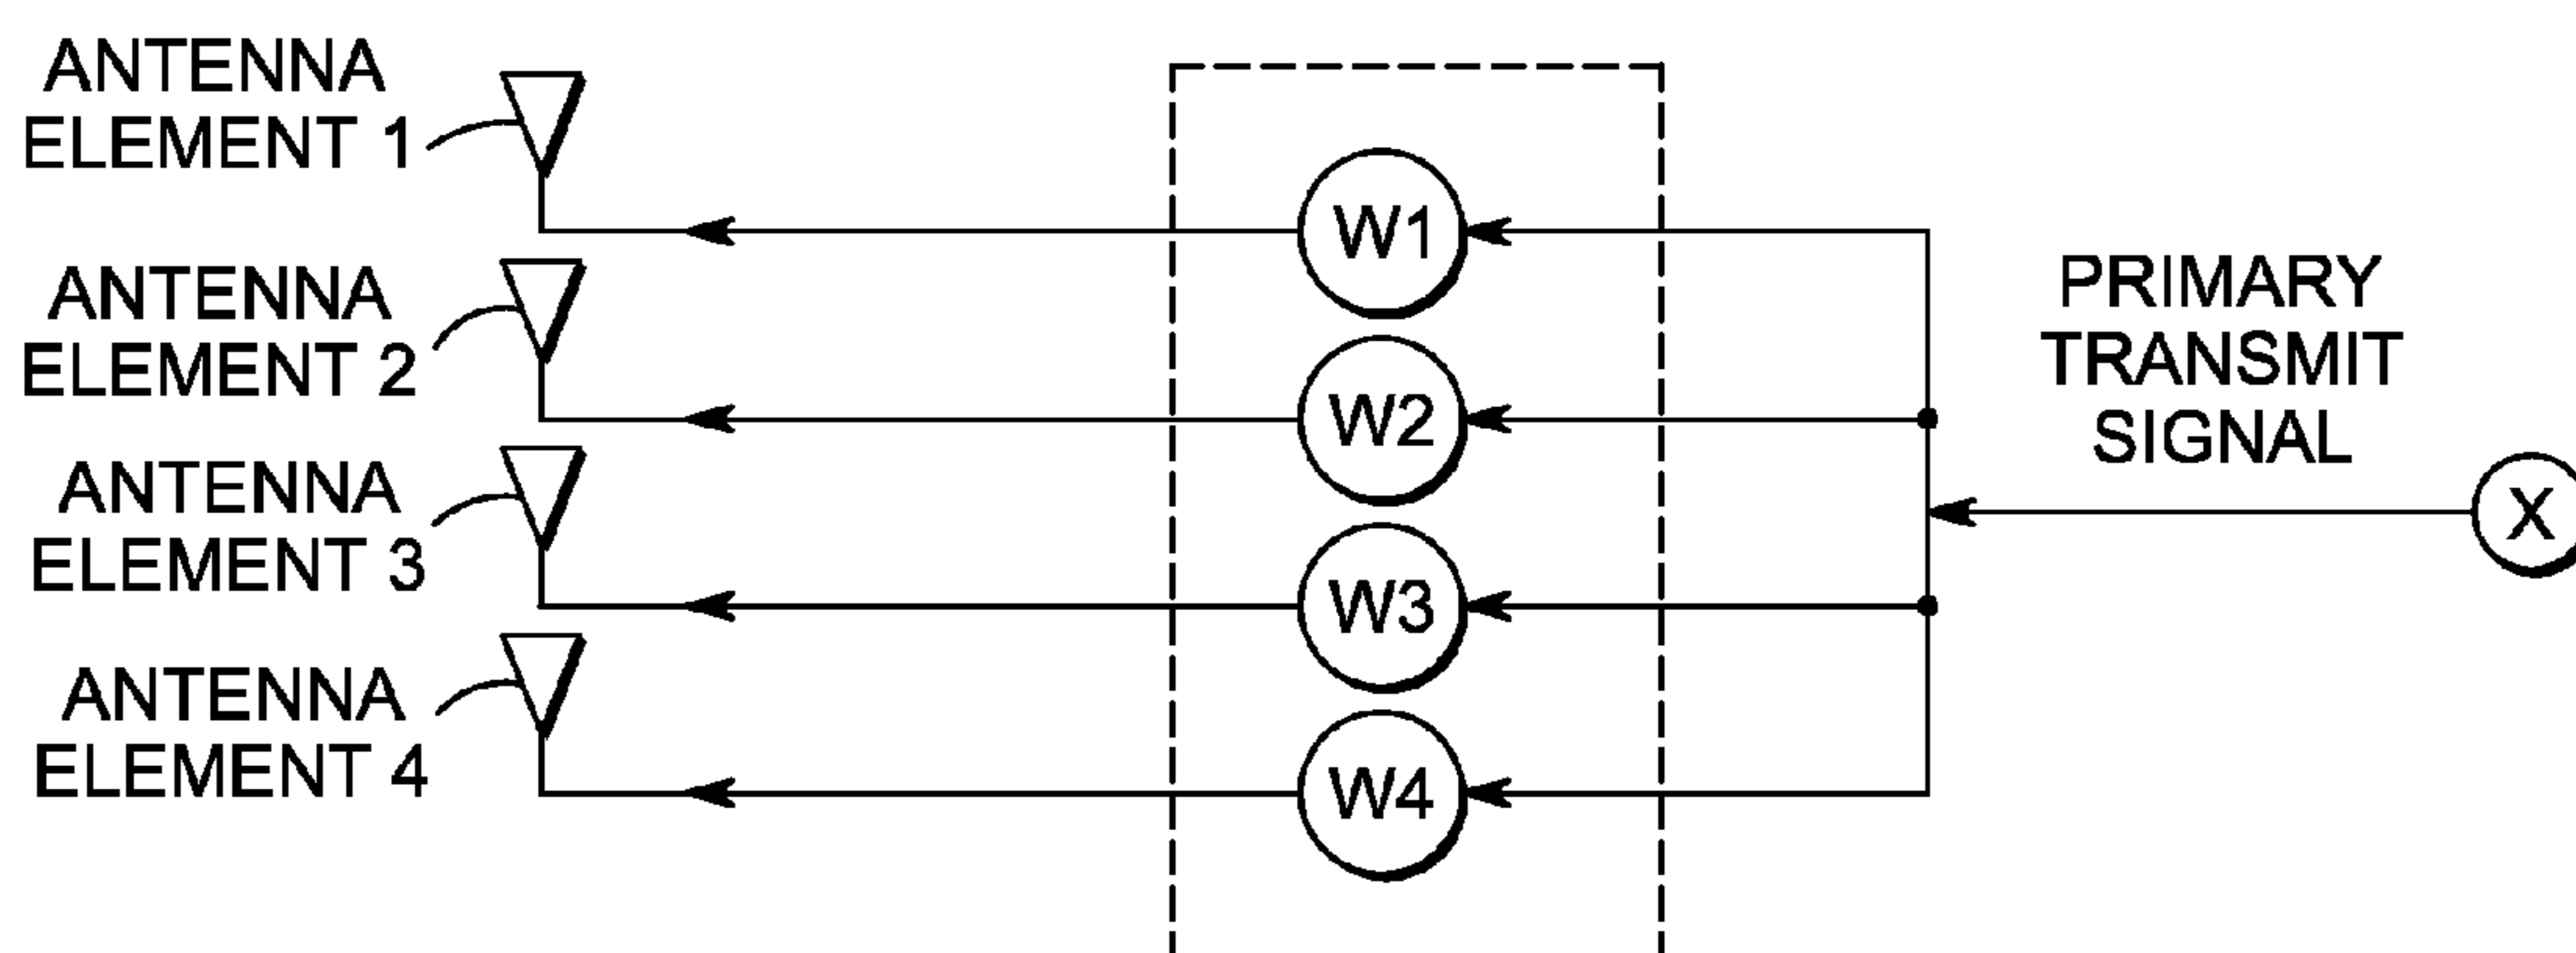 ANTENNA
ELEMENT 1
ANTENNA
ELEMENT 2
ANTENNA
ELEMENT 3
ANTENNA
ELEMENT 4
W1
W2
W3
W4
PRIMARY
TRANSMIT
SIGNAL
X